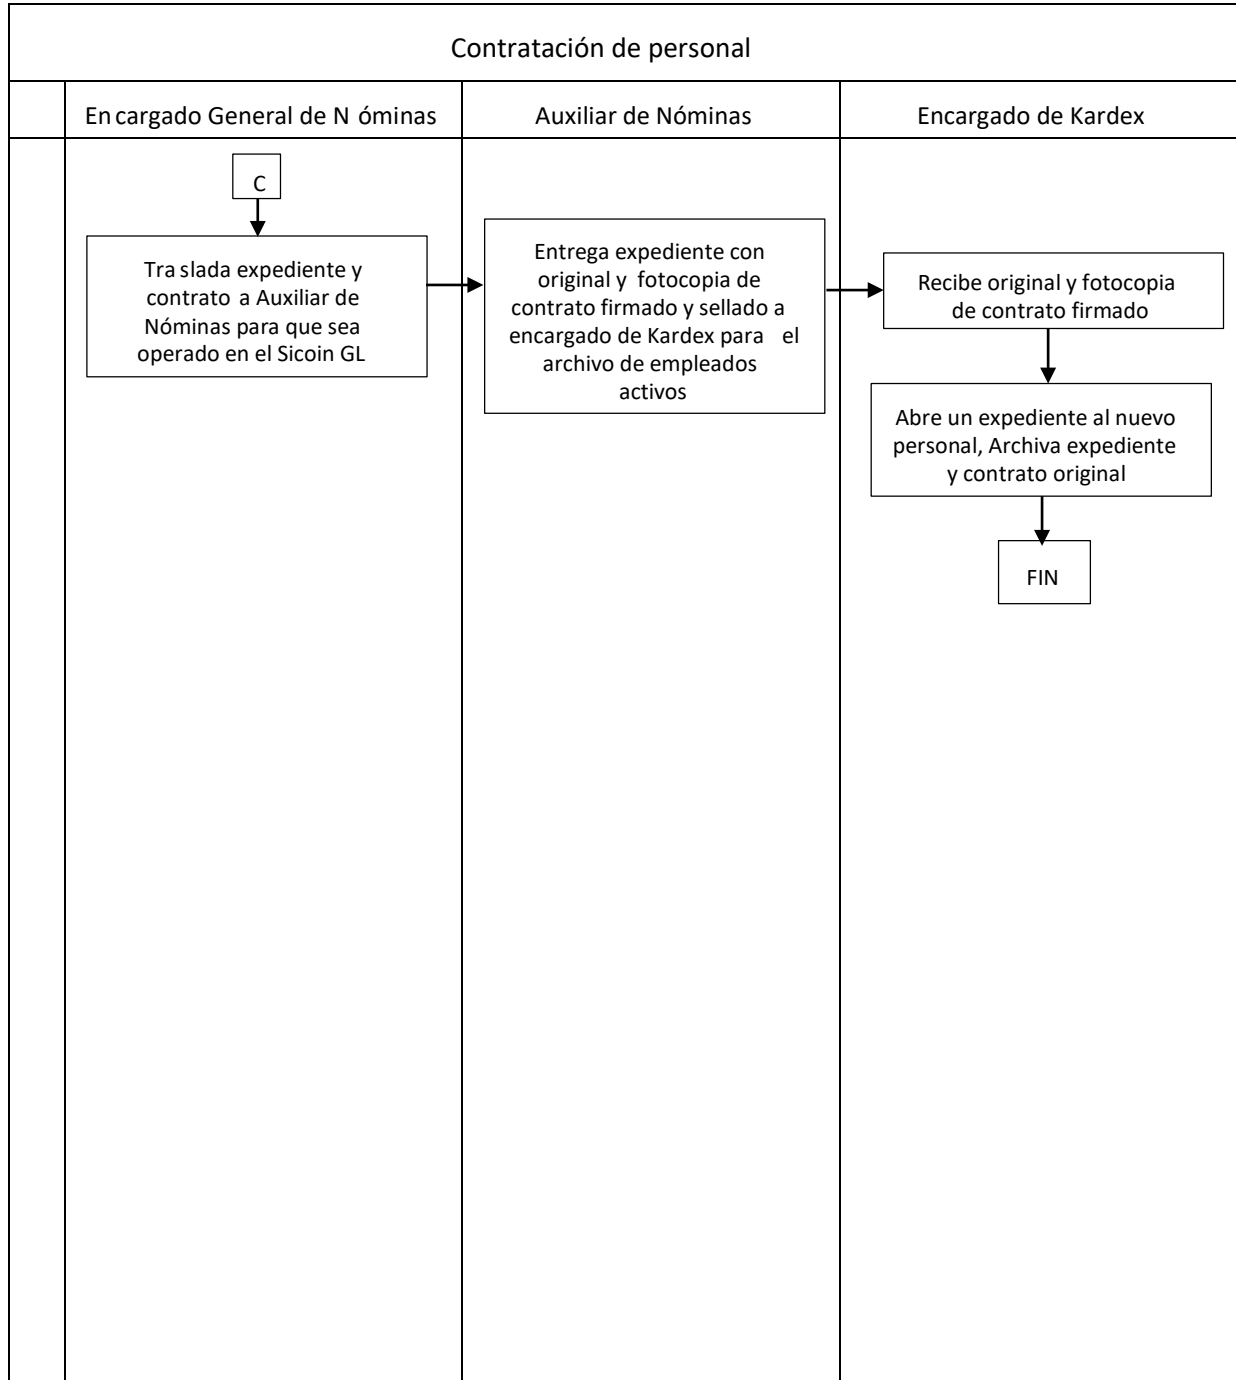 Contratación de personal
En cargado General de N óminas
Auxiliar de Nóminas
Encargado de Kardex
C
Tra slada expediente y
contrato a Auxiliar de
Nóminas para que sea
operado en el Sicoin GL
Entrega expediente con
original y fotocopia de
contrato firmado y sellado a
encargado de Kardex para el
archivo de empleados
activos
Recibe original y fotocopia
de contrato firmado
Abre un expediente al nuevo
personal, Archiva expediente
y contrato original
FIN